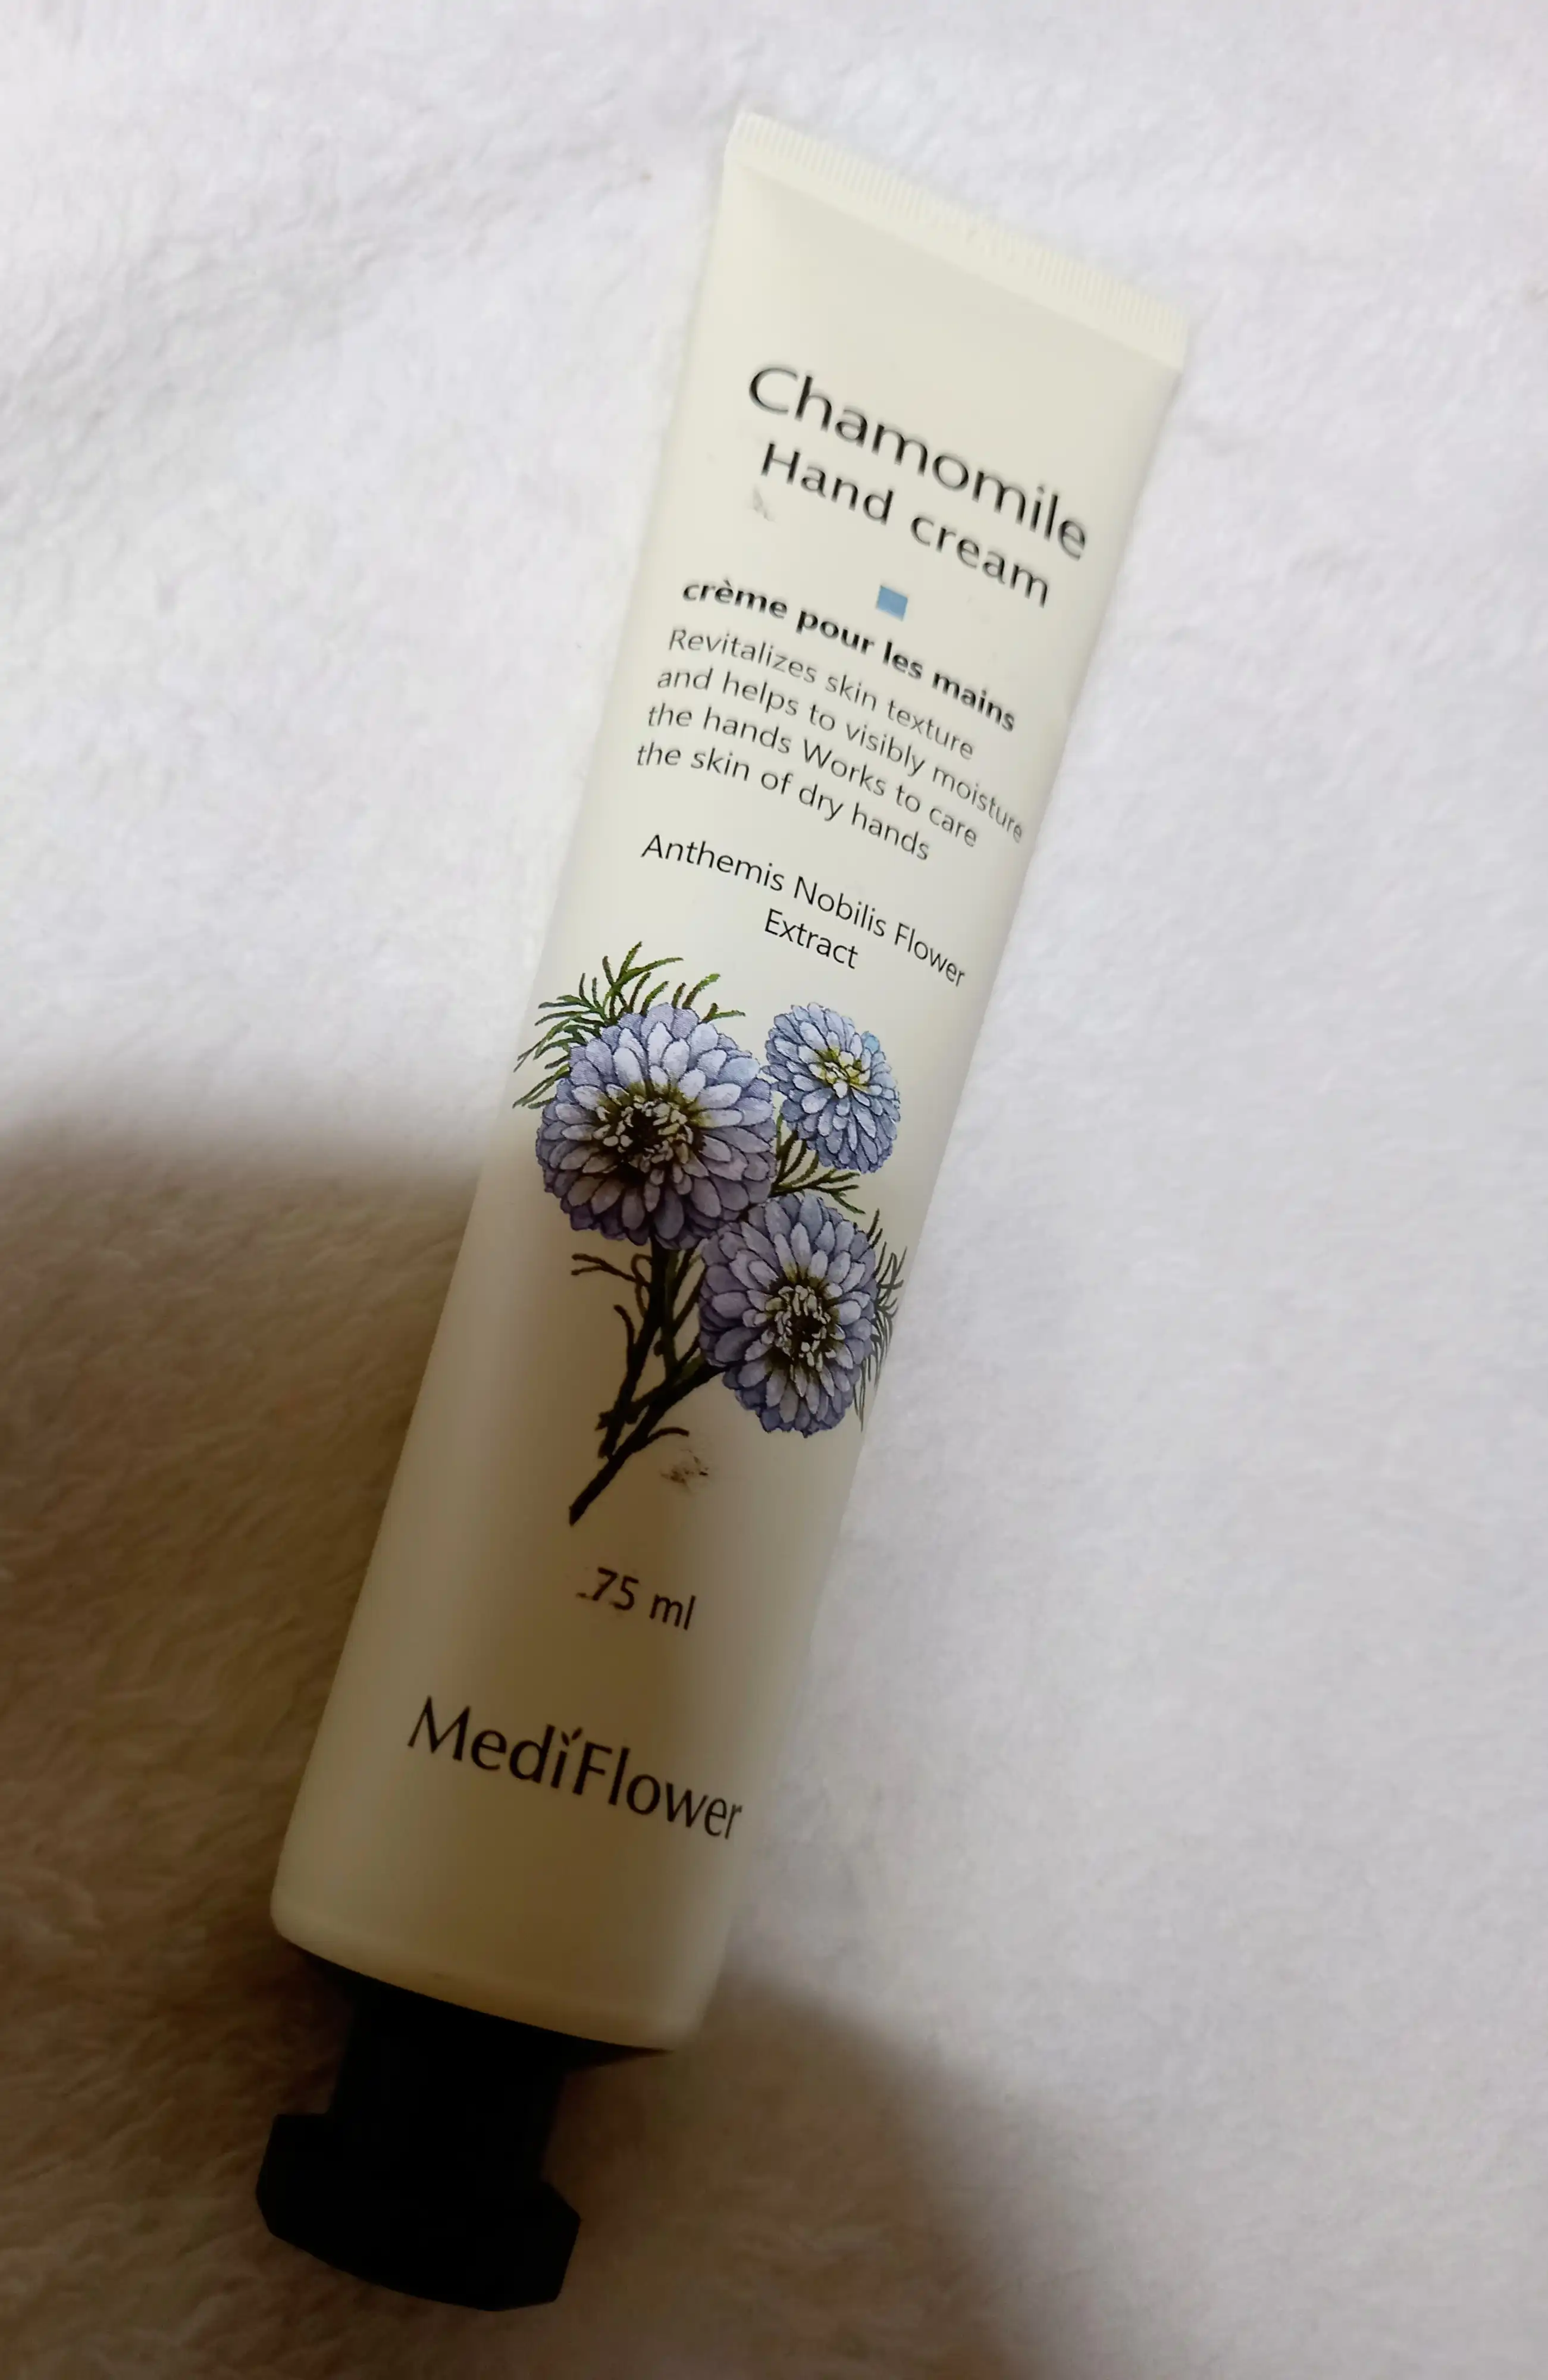 Chamomile
Hand cream
crème pour les mains
Revitalizes skin texture
and helps to visibly moisture
the hands Works to care
the skin of dry hands
Anthemis Nobilis Flower
Extract
75 ml
MediFlower